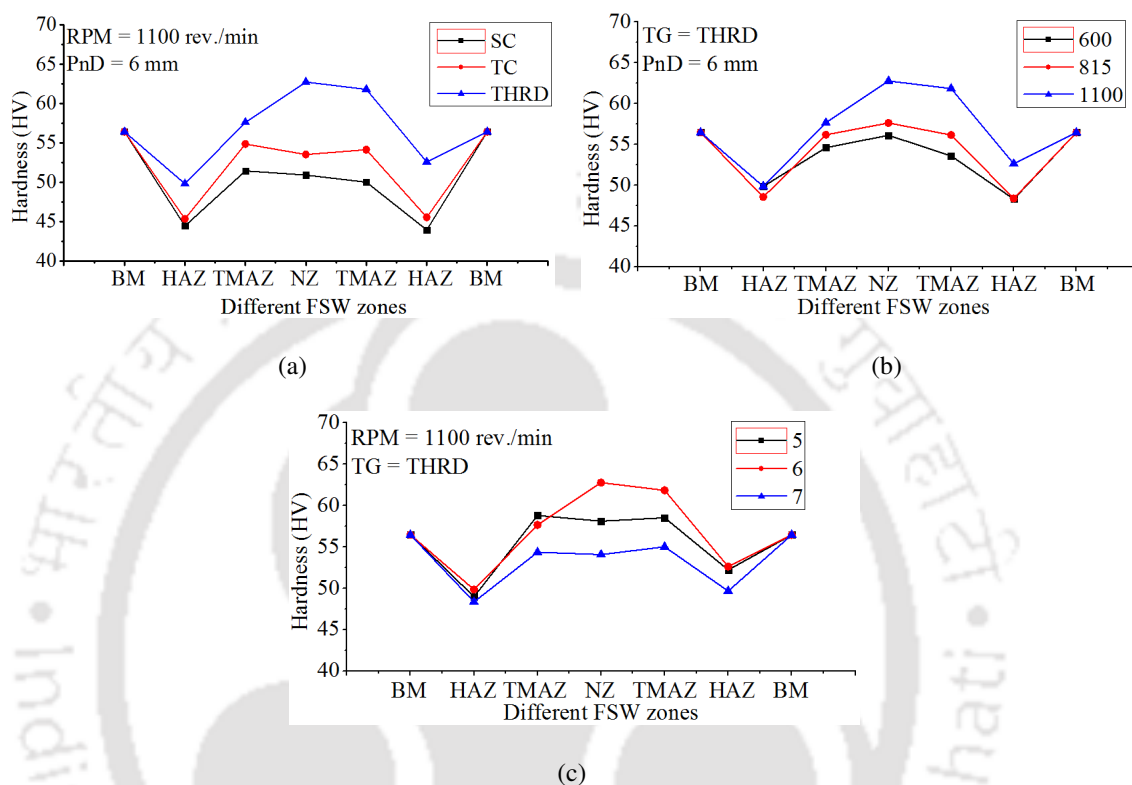 70
65
60
55
50
45
40
Hardness (HV)
RPM = 1100 rev./min
PnD = 6 mm
SC
TC
THRD
BM HAZ TMAZ NZ TMAZ HAZ BM
Different FSW zones
(a)
70
65
60
55
50
45
40
Hardness (HV)
TG = THRD
PnD = 6 mm
600
815
1100
BM HAZ TMAZ NZ TMAZ HAZ BM
Different FSW zones
(b)
70
65
60
55
50
45
40
Hardness (HV)
RPM = 1100 rev./min
TG = THRD
5
6
7
BM HAZ TMAZ NZ TMAZ HAZ BM
Different FSW zones
(c)
भारतीय
hati